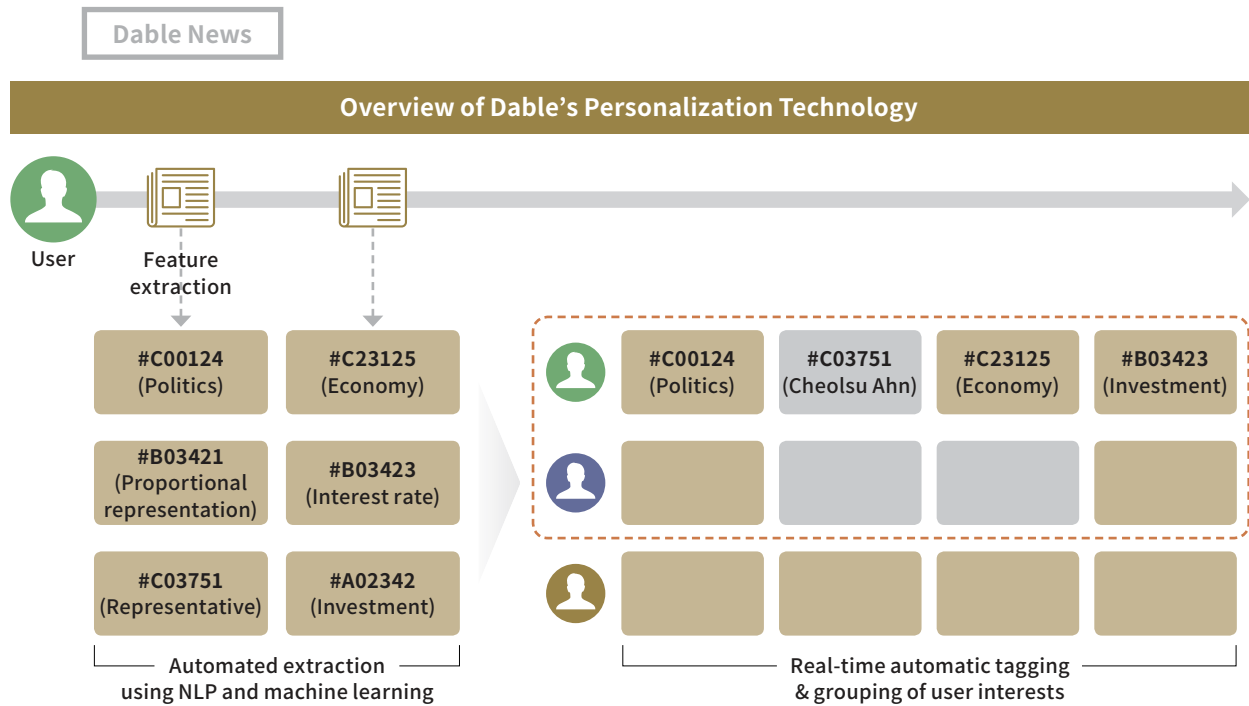 Dable News
Overview of Dable’s Personalization Technology
User
Feature
extraction
#C00124
(Politics)
#C23125
(Economy)
#B03421
(Proportional
representation)
#B03423
(Interest rate)
#C03751
(Representative)
#A02342
(Investment)
Automated extraction
using NLP and machine learning
#C00124
(Politics)
#C03751
(Cheolsu Ahn)
#C23125
(Economy)
#B03423
(Investment)
Real-time automatic tagging
& grouping of user interests